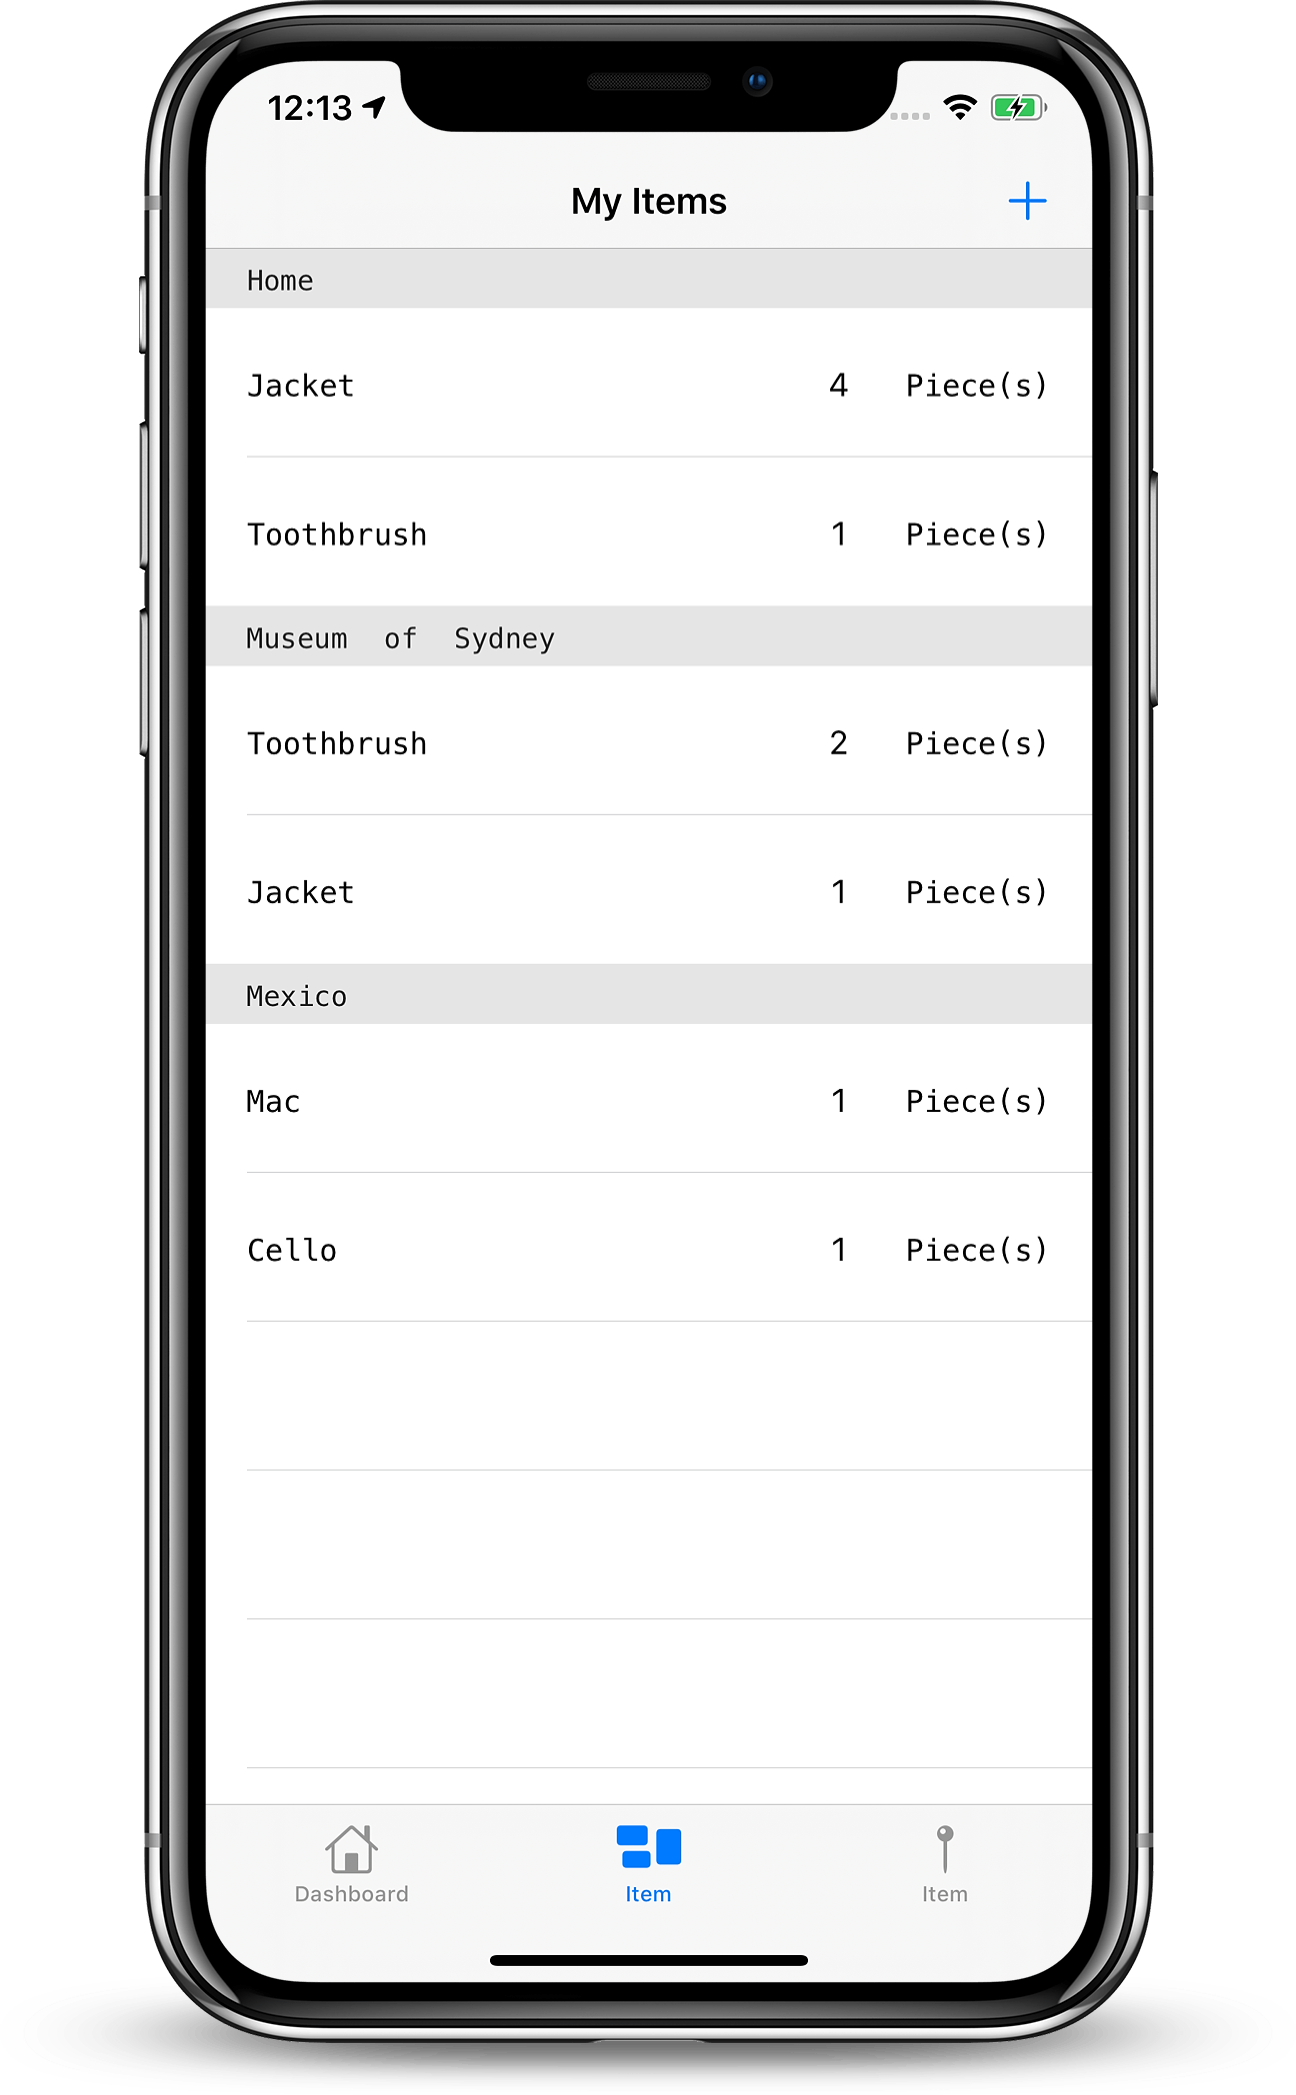 12:13
My Items
Home
Jacket 4 Piece(s)
Toothbrush 1 Piece(s)
Museum of Sydney
Toothbrush 2 Piece(s)
Jacket 1 Piece(s)
Mexico
Mac 1 Piece(s)
Cello 1 Piece(s)
Dashboard Item Item